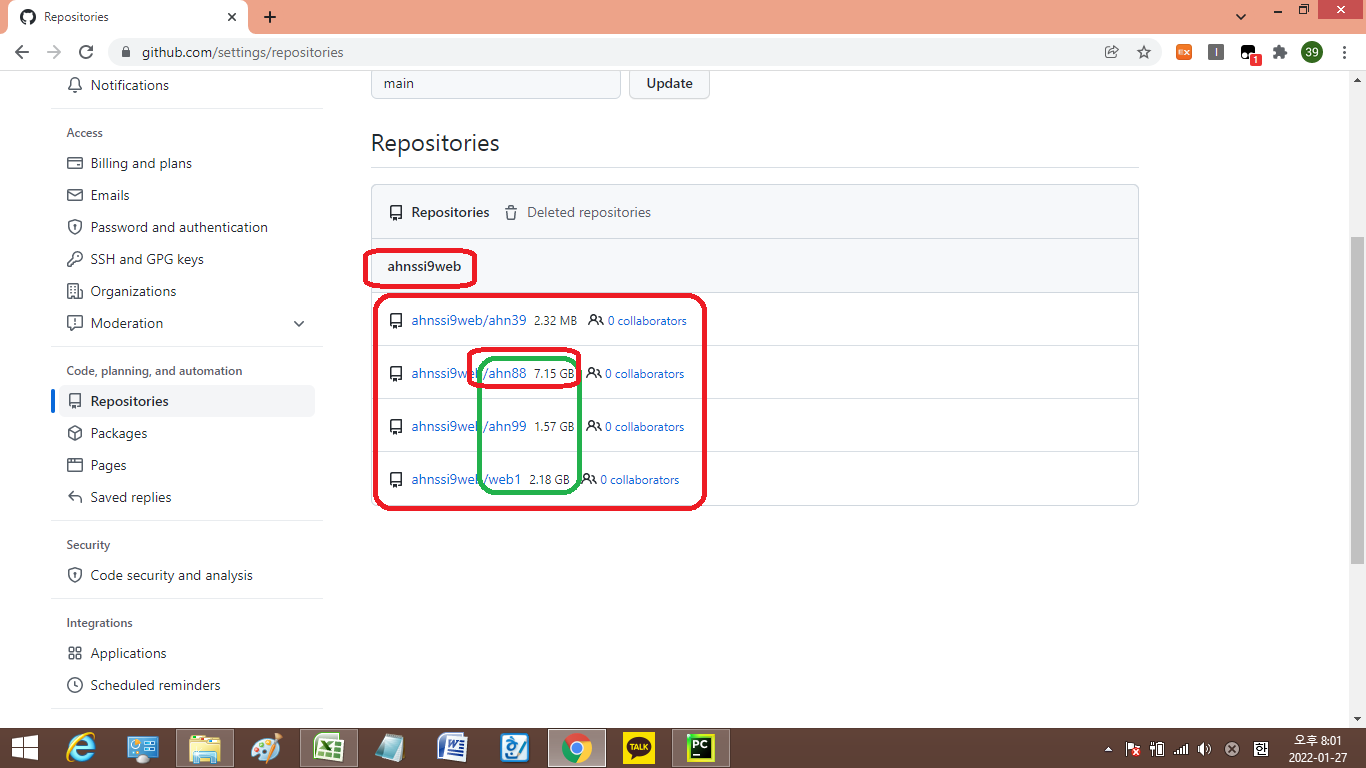 Repositories
github.com/settings/repositories
EX
I
1
39
Notifications
main
Update
Access
Repositories
Billing and plans
Emails
Repositories Deleted repositories
Password and authentication
SSH and GPG keys
ahnssi9web
Organizations
Moderation
ahnssi9web/ahn39 2.32 MB 0 collaborators
Code, planning, and automation
ahnssi9web/ahn88 7.15 GB 0 collaborators
Repositories
ahnssi9web/ahn99 1.57 GB 0 collaborators
Packages
Pages
ahnssi9web/web1 2.18 GB 0 collaborators
Saved replies
Security
Code security and analysis
Integrations
Applications
Scheduled reminders
TALK
PC
한
오후 8:01
2022-01-27